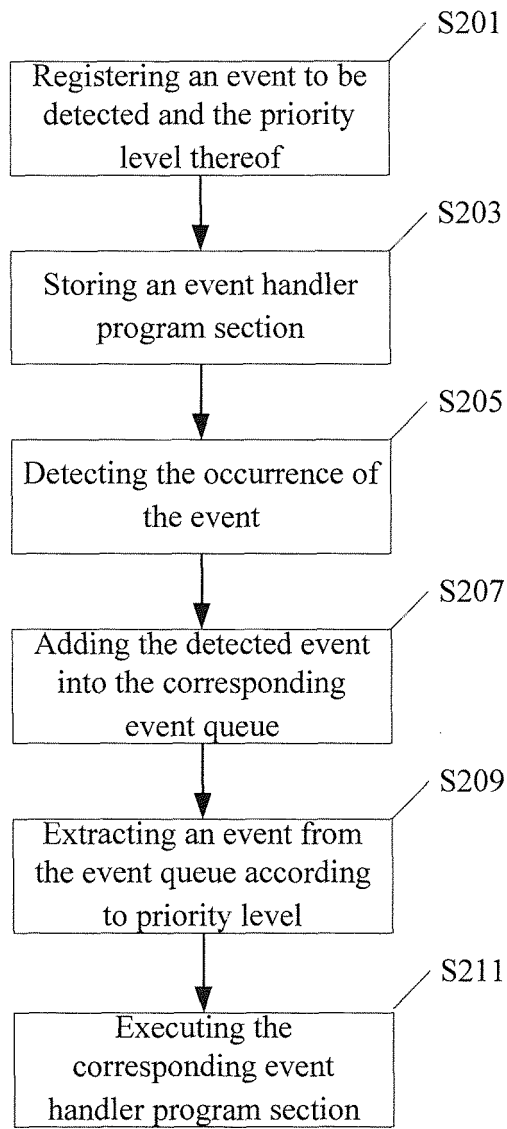 S201
Registering an event to be
detected and the priority
level thereof
S203
Storing an event handler
program section
S205
Detecting the occurrence of
the event
S207
Adding the detected event
into the corresponding
event queue
S209
Extracting an event from
the event queue according
to priority level
S211
Executing the
corresponding event
handler program section